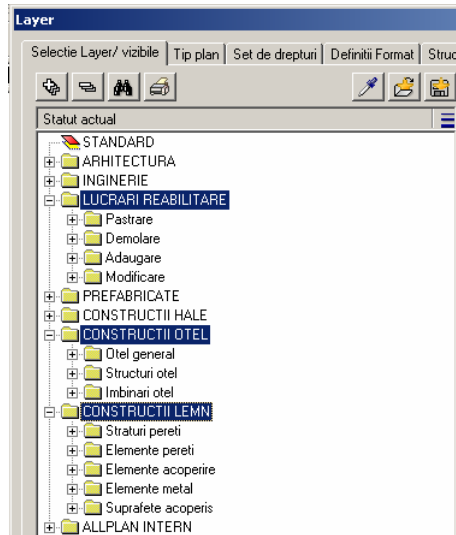 Layer
Selectie Layer/ vizibile Tip plan Set de drepturi Definitii Format Struc
Statut actual
STANDARD
ARHITECTURA
INGINERIE
LUCRARI REABILITARE
Pastrare
Demolare
Adaugare
Modificare
PREFABRICATE
CONSTRUCTII HALE
CONSTRUCTII OTEL
Otel general
Structuri otel
Imbinari otel
CONSTRUCTII LEMN
Straturi pereti
Elemente pereti
Elemente acoperire
Elemente metal
Suprafete acoperis
ALLPLAN INTERN